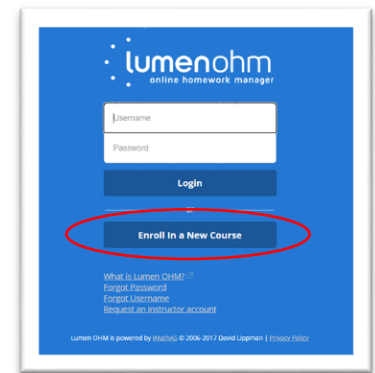 lumenohm
online homework manager
Username
Password
Login
or
Enroll In a New Course
What is Lumen OHM?
Forgot Password
Forgot Username
Request an instructor account
Lumen OHM is powered by IMathAS © 2006-2017 David Lippman | Privacy Policy